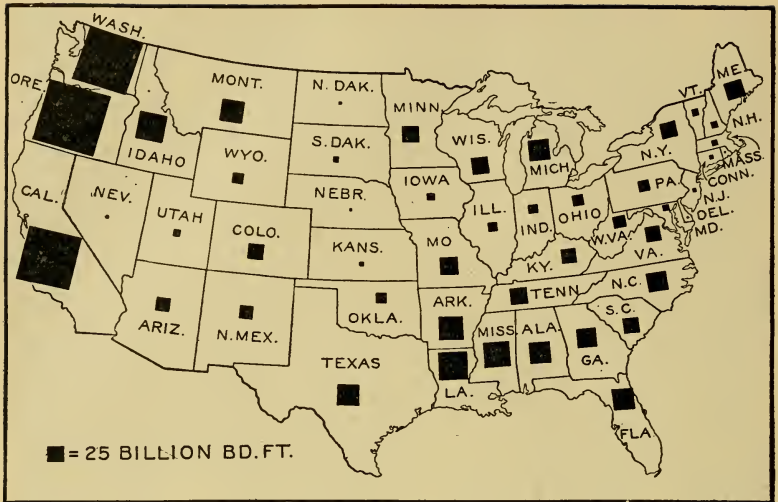 WASH.
ORE.
MONT.
N. DAK.
MINN.
VT.
ME.
IDAHO
S. DAK.
WIS.
MICH.
N.Y.
N.H.
WYO.
MASS.
CAL.
NEV.
NEBR.
IOWA
PA.
CONN.
UTAH
COLO.
ILL.
IND.
OHIO
N.J.
OEL.
W.VA.
MD.
KANS.
MO
KY.
VA.
ARIZ.
N.MEX.
OKLA.
ARK.
TENN.
N.C.
S.C.
TEXAS
MISS.
ALA.
GA.
LA.
FLA.
= 25 BILLION BD.FT.